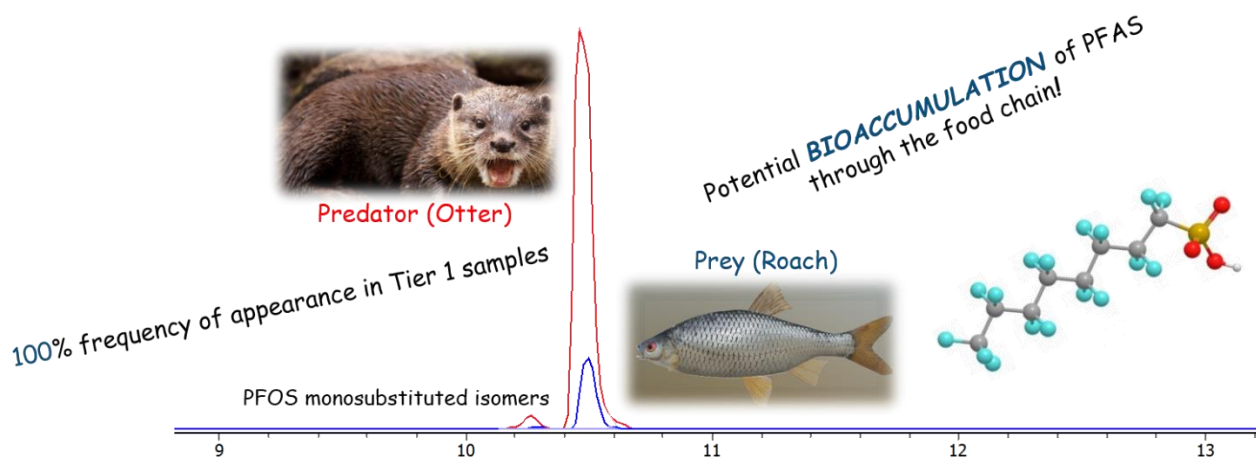 Potential BIOACCUMULATION of PFAS
through the food chain!
Predator (Otter)
Prey (Roach)
100% frequency of appearance in Tier 1 samples
PFOS monosubstituted isomers
9 10 11 12 13